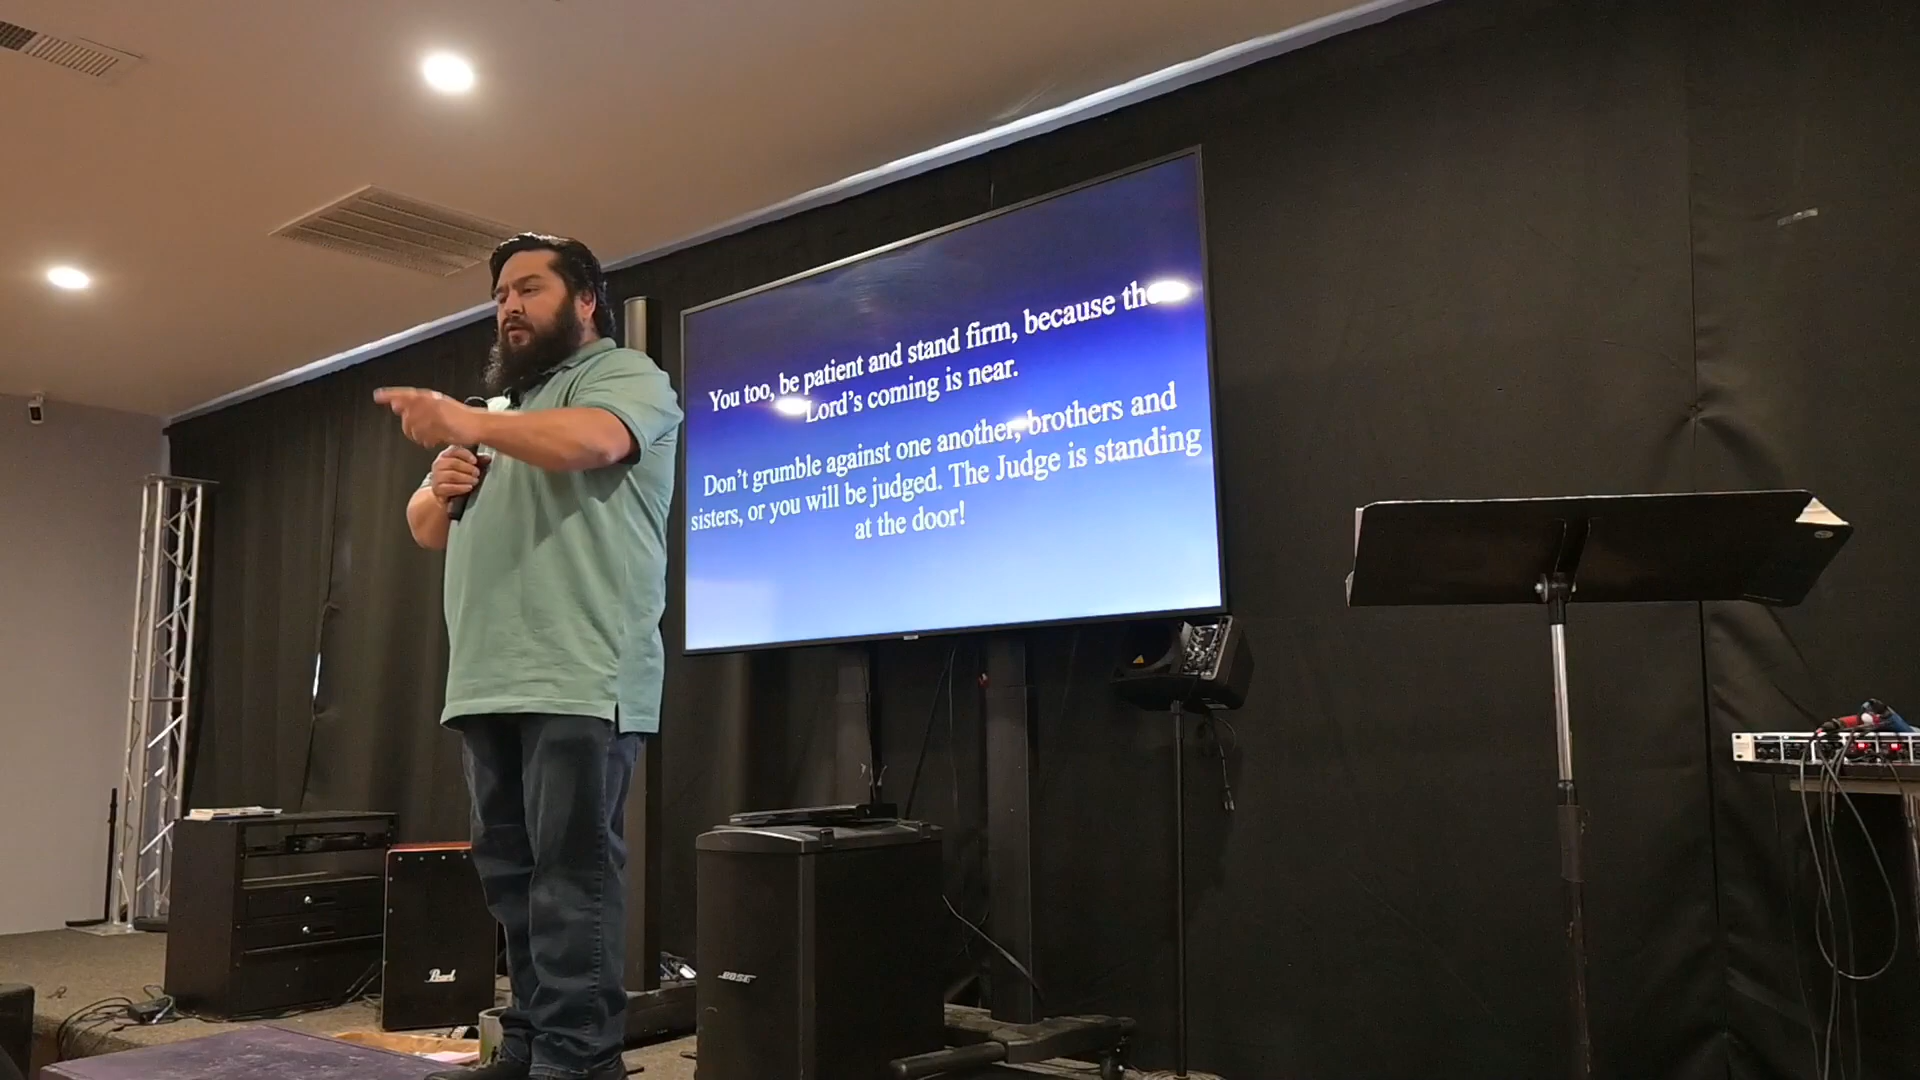 You too, be patient and stand firm, because the
Lord's coming is near.
Don't grumble against one another, brothers and
sisters, or you will be judged. The Judge is standing
at the door!
Pearl
BOSE